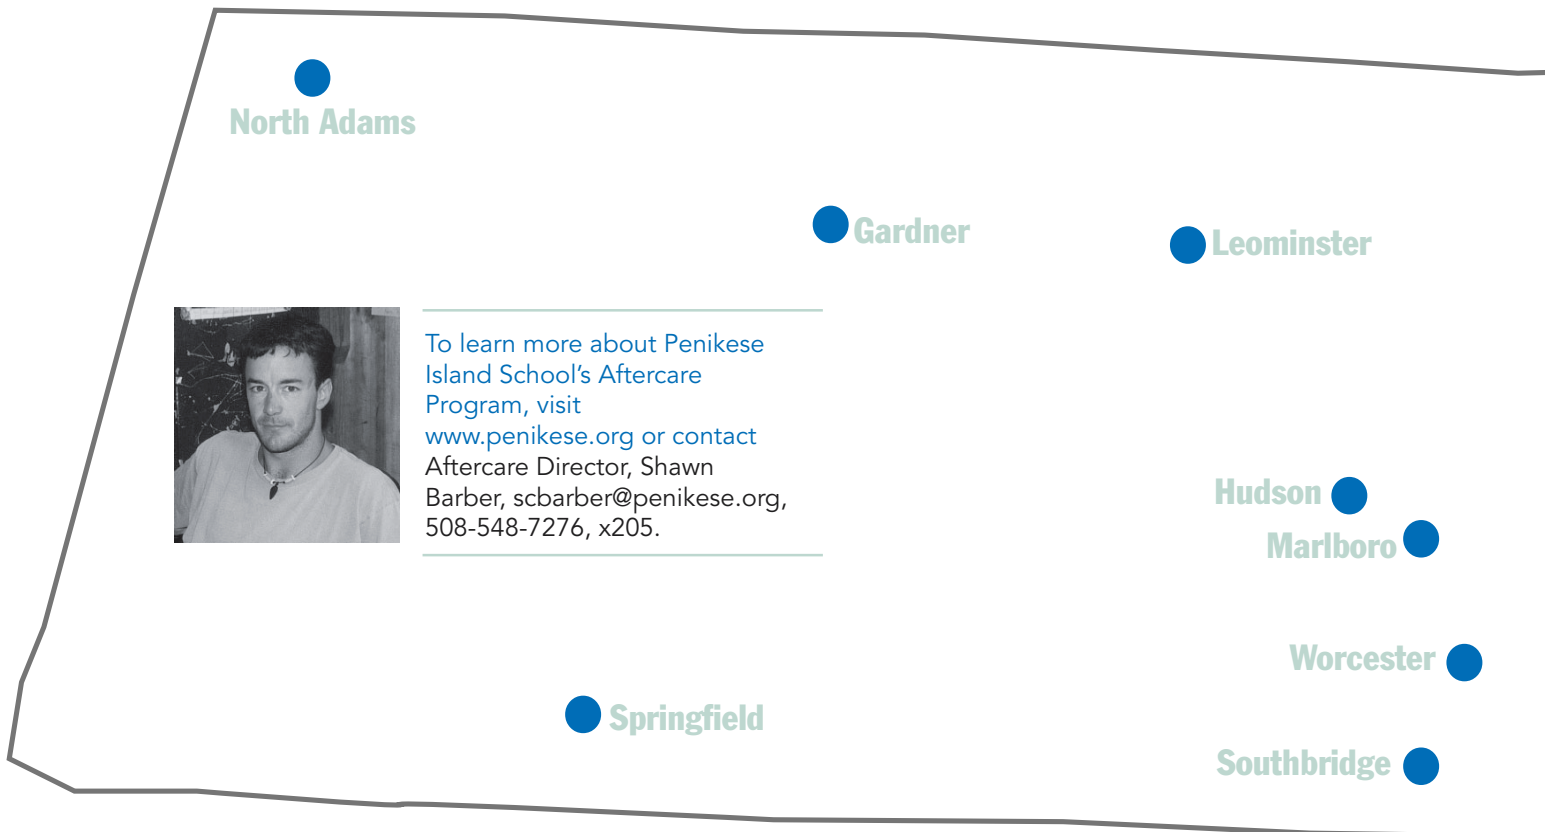 North Adams
Gardner
Leominster
To learn more about Penikese
Island School’s Aftercare
Program, visit
www.penikese.org or contact
Aftercare Director, Shawn
Barber, scbarber@penikese.org,
508-548-7276, x205.
Hudson
Marlboro
Worcester
Springfield
Southbridge